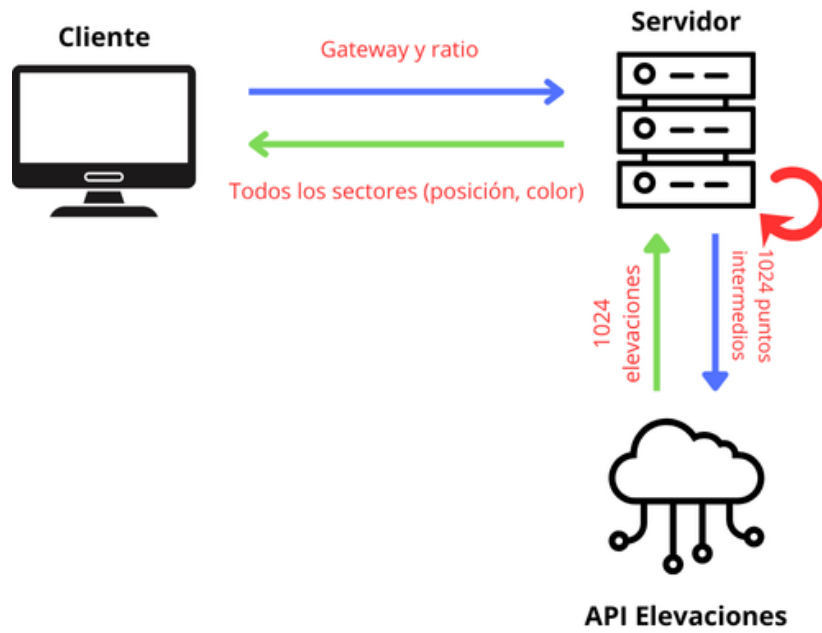 Cliente
Servidor
Gateway y ratio
Todos los sectores (posición, color)
1024
elevaciones
1024 puntos
intermedios
API Elevaciones